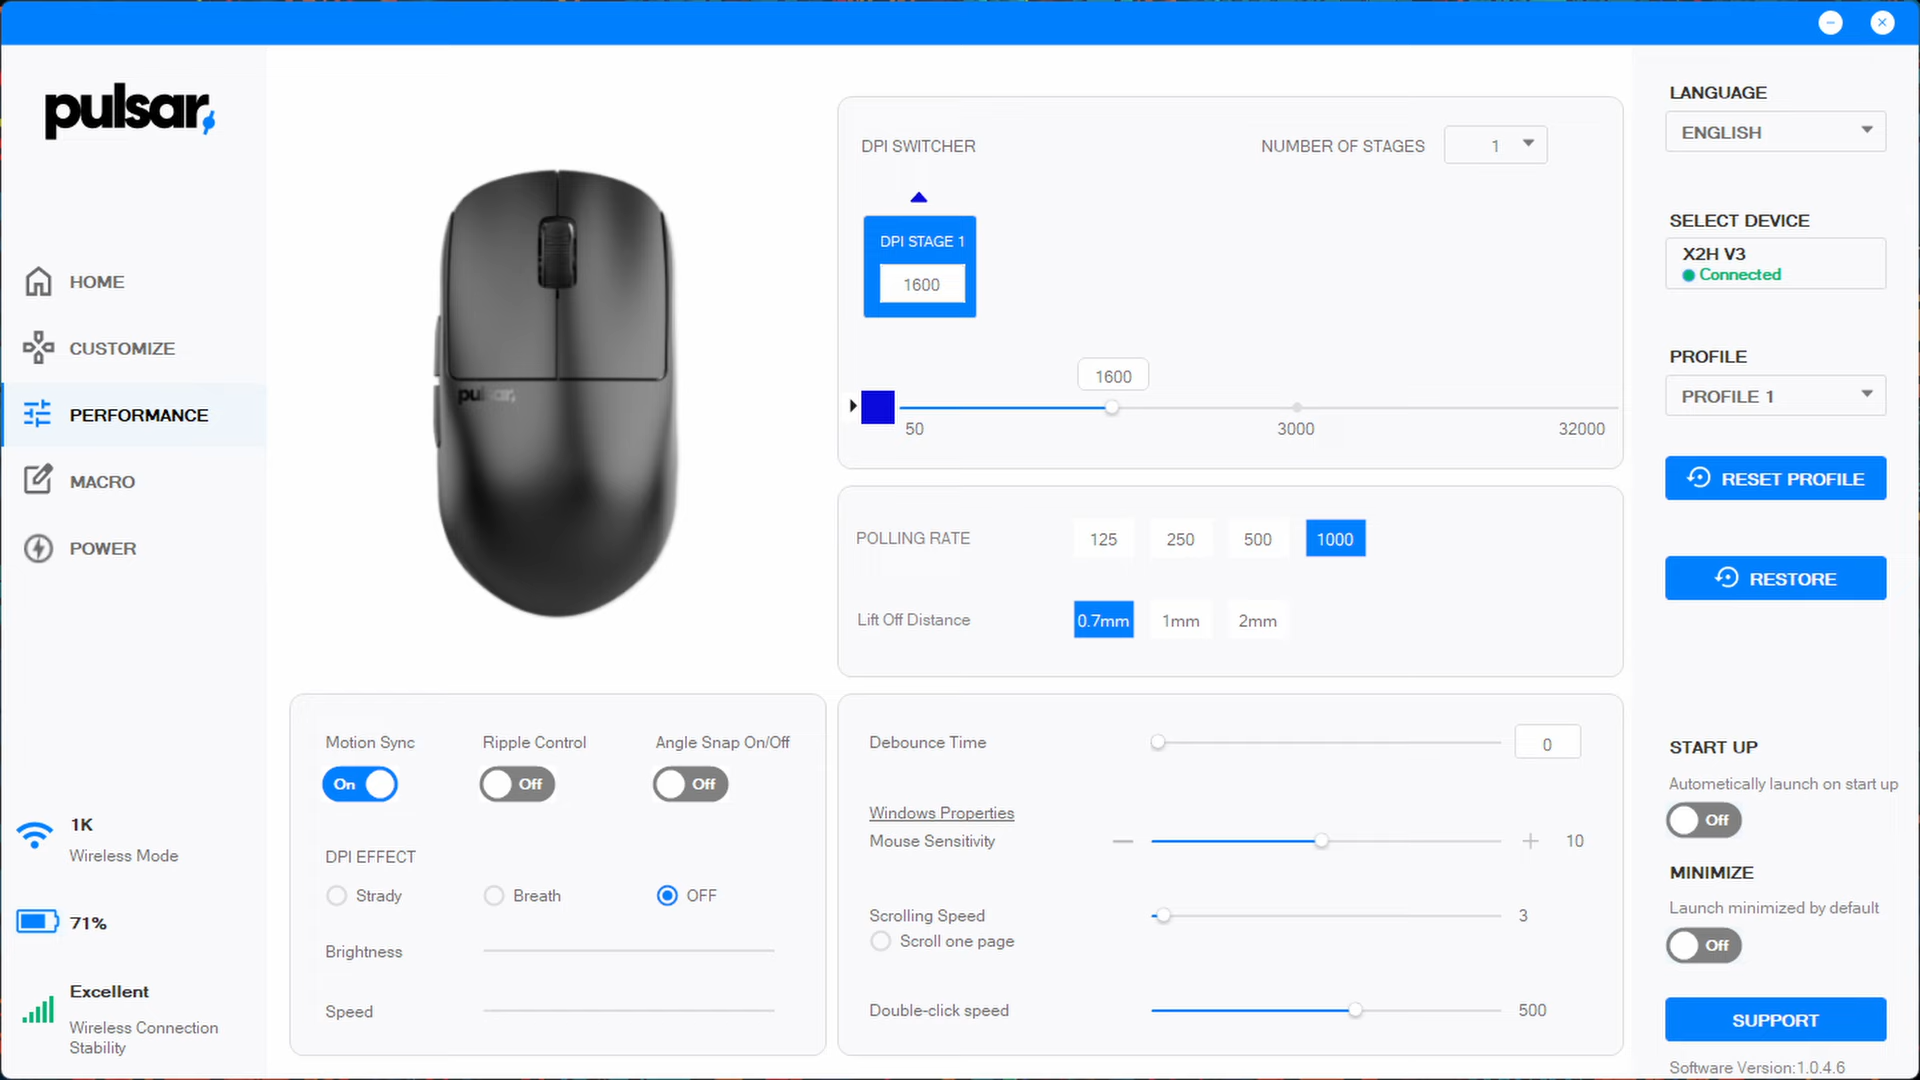 pulsar
HOME
CUSTOMIZE
PERFORMANCE
MACRO
POWER
1K
Wireless Mode
71%
Excellent
Wireless Connection
Stability
pulsar
DPI SWITCHER
NUMBER OF STAGES
1
DPI STAGE 1
1600
1600
50
3000
32000
POLLING RATE
125
250
500
1000
Lift Off Distance
0.7mm
1mm
2mm
Motion Sync
Ripple Control
Angle Snap On/Off
On
Off
Off
DPI EFFECT
Strady
Breath
OFF
Brightness
Speed
Debounce Time
0
Windows Properties
Mouse Sensitivity
10
Scrolling Speed
3
Scroll one page
Double-click speed
500
LANGUAGE
ENGLISH
SELECT DEVICE
X2H V3
Connected
PROFILE
PROFILE 1
RESET PROFILE
RESTORE
START UP
Automatically launch on start up
Off
MINIMIZE
Launch minimized by default
Off
SUPPORT
Software Version:1.0.4.6